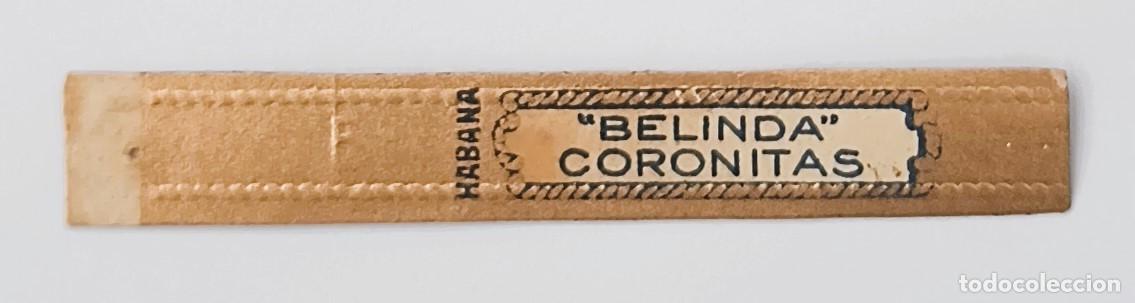 HABANA
"BELINDA"
CORONITAS
todocoleccion